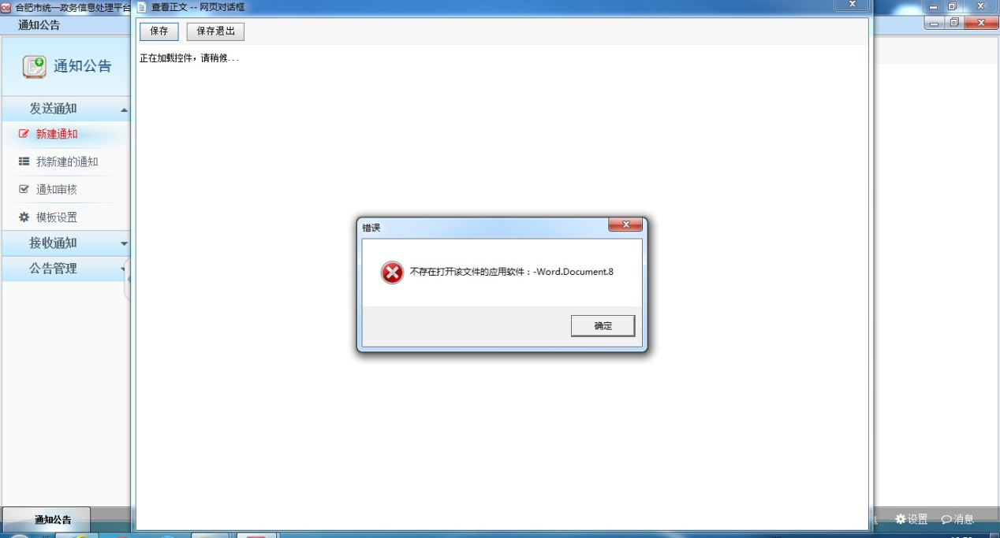 合肥市统一政务信息处理平台
查看正文 -- 网页对话框
通知公告
保存
保存退出
正在加载控件，请稍候...
通知公告
发送通知
新建通知
我新建的通知
通知审核
模板设置
接收通知
公告管理
错误
不存在打开该文件的应用软件：-Word.Document.8
确定
通知公告
设置
消息